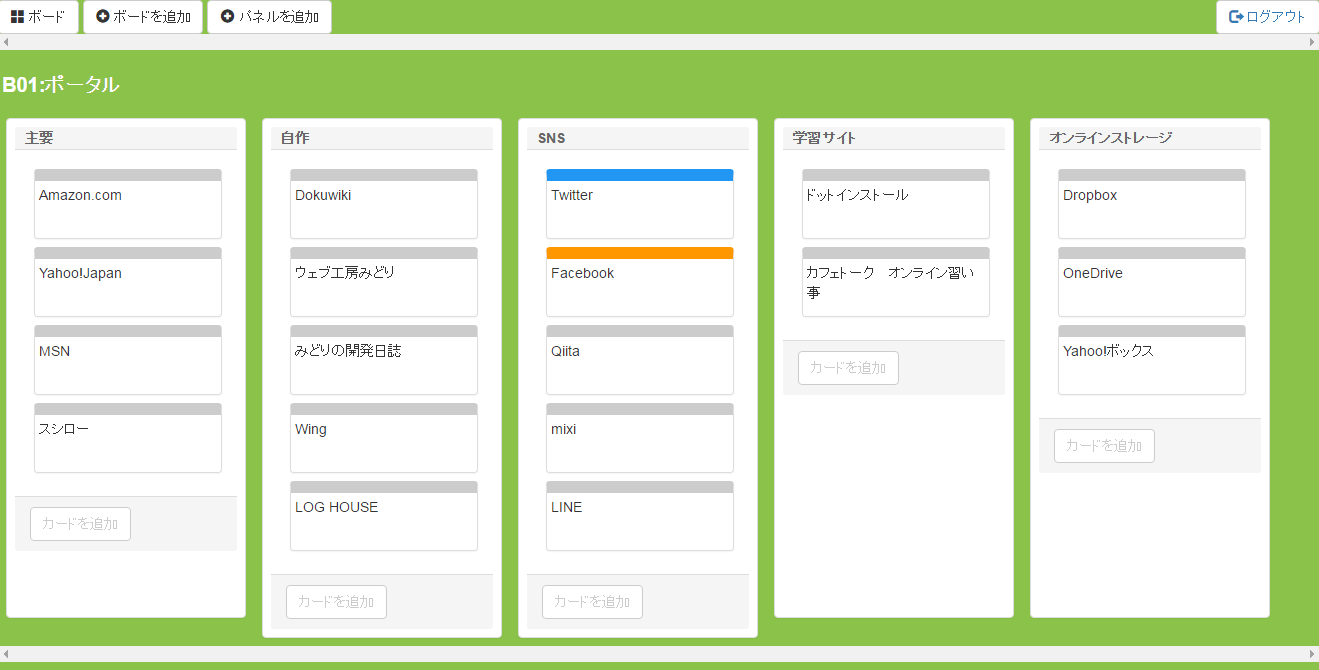 ボード ボードを追加 パネルを追加 ログアウト
B01:ポータル
主要
Amazon.com
Yahoo!Japan
MSN
スシロー
カードを追加
自作
Dokuwiki
ウェブ工房みどり
みどりの開発日誌
Wing
LOG HOUSE
カードを追加
SNS
Twitter
Facebook
Qiita
mixi
LINE
カードを追加
学習サイト
ドットインストール
カフェトーク　オンライン習い
事
カードを追加
オンラインストレージ
Dropbox
OneDrive
Yahoo!ボックス
カードを追加